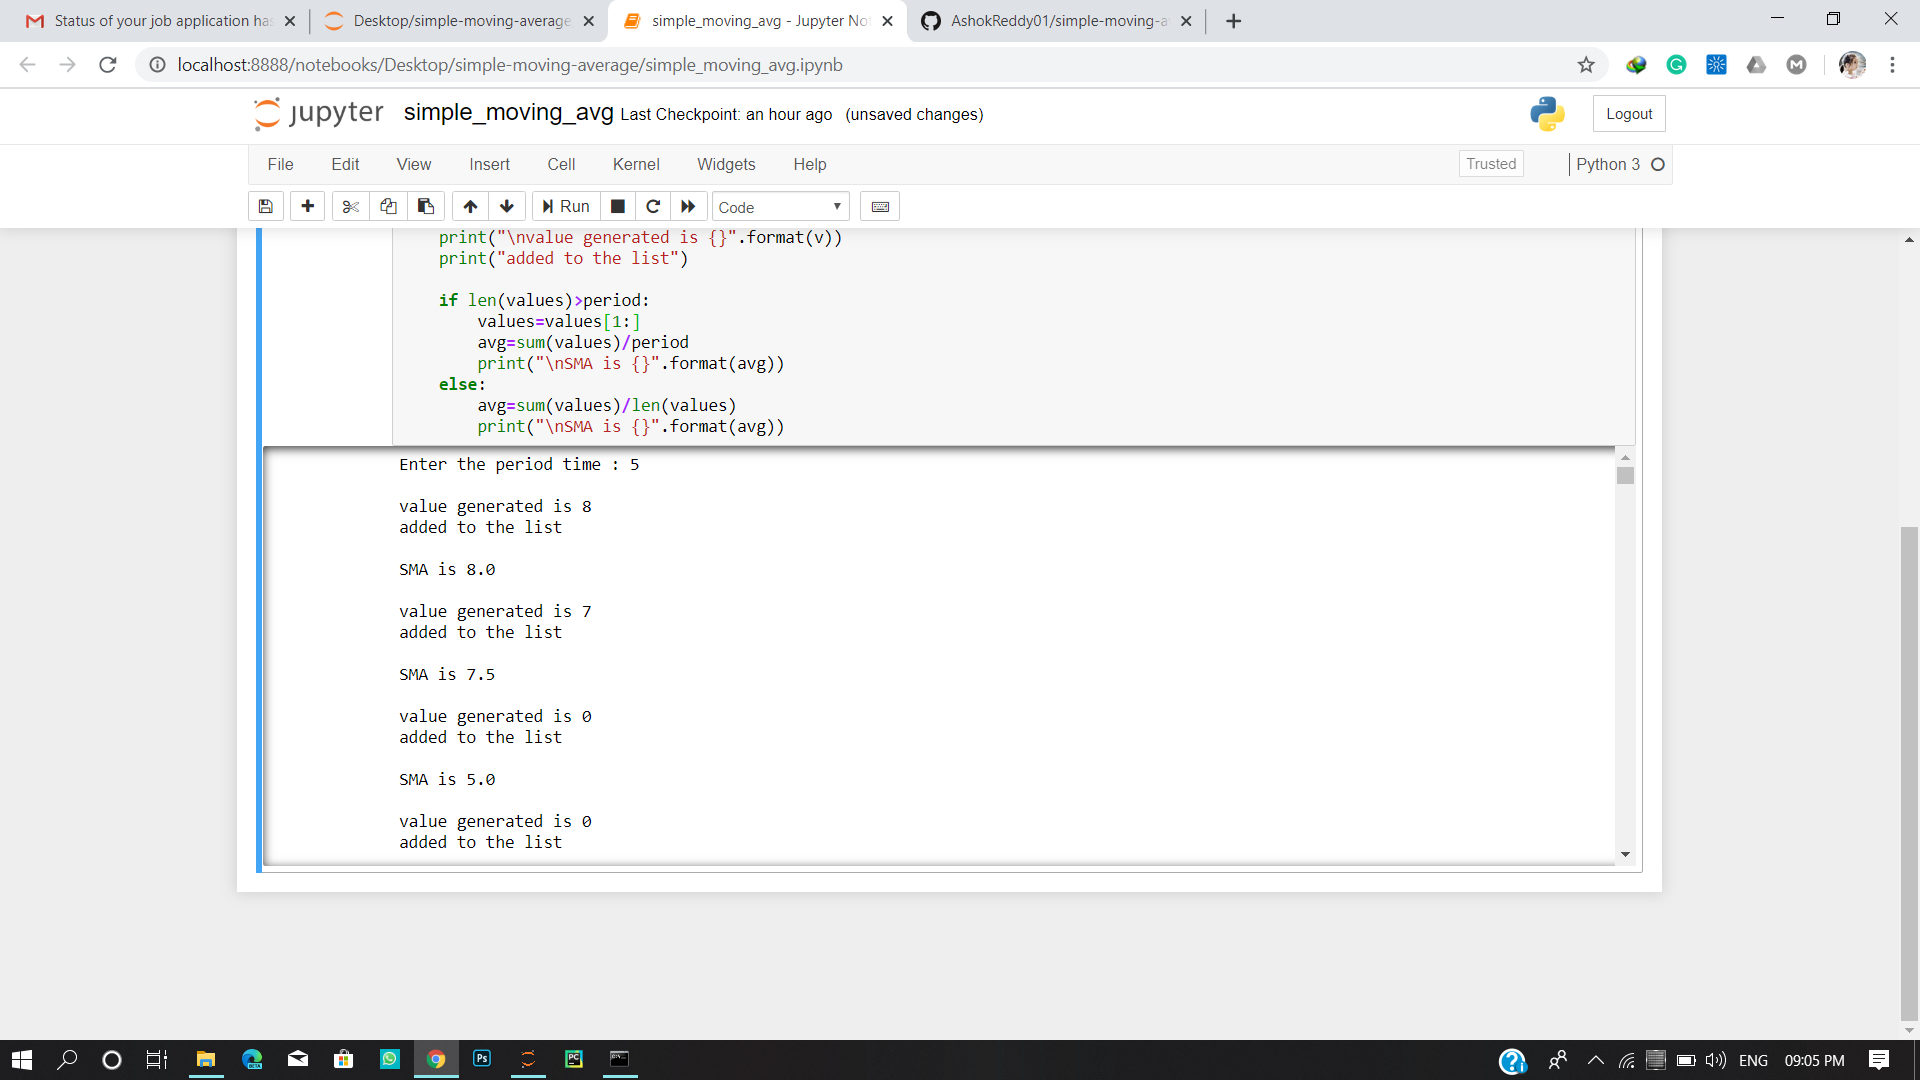 Status of your job application has
Desktop/simple-moving-average
simple_moving_avg - Jupyter No
AshokReddy01/simple-moving-a
localhost:8888/notebooks/Desktop/simple-moving-average/simple_moving_avg.ipynb
jupyter simple_moving_avg Last Checkpoint: an hour ago (unsaved changes) Logout
File Edit View Insert Cell Kernel Widgets Help Trusted Python 3
Run Code
print("\nvalue generated is {}".format(v))
print("added to the list")
if len(values)>period:
values=values[1:]
avg=sum(values)/period
print("\nSMA is {}".format(avg))
else:
avg=sum(values)/len(values)
print("\nSMA is {}".format(avg))
Enter the period time : 5
value generated is 8
added to the list
SMA is 8.0
value generated is 7
added to the list
SMA is 7.5
value generated is 0
added to the list
SMA is 5.0
value generated is 0
added to the list
ENG 09:05 PM